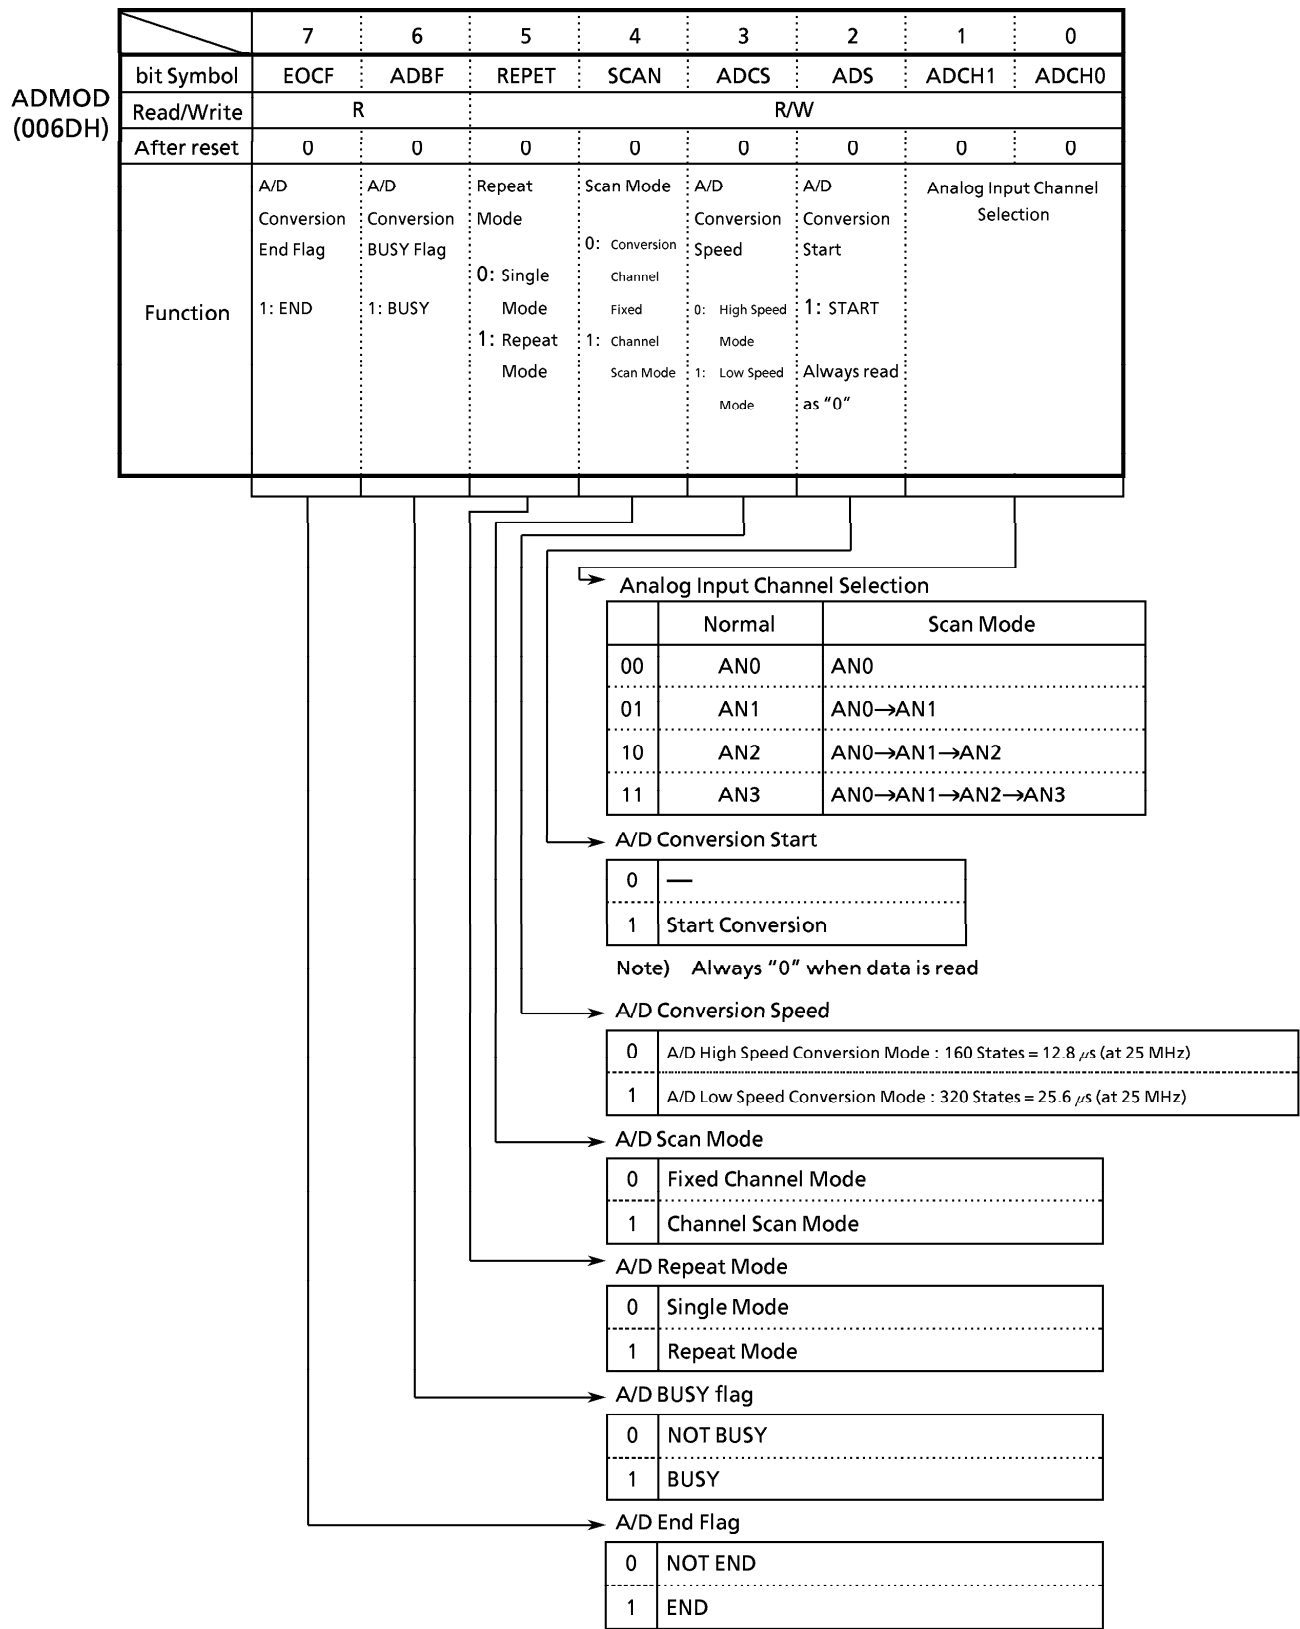 7 6 5 4 3 2 1 0
bit Symbol EOCF ADBF REPET SCAN ADCS ADS ADCH1 ADCH0
ADMOD
(006DH)
Read/Write R R/W
After reset 0 0 0 0 0 0 0 0
Function
A/D
Conversion
End Flag
1: END
A/D
Conversion
BUSY Flag
1: BUSY
Repeat
Mode
0: Single
Mode
1: Repeat
Mode
Scan Mode
0: Conversion
Channel
Fixed
1: Channel
Scan Mode
A/D
Conversion
Speed
0: High Speed
Mode
1: Low Speed
Mode
A/D
Conversion
Start
1: START
Always read
as "0"
Analog Input Channel
Selection
Analog Input Channel Selection
Normal Scan Mode
00 AN0 AN0
01 AN1 AN0→AN1
10 AN2 AN0→AN1→AN2
11 AN3 AN0→AN1→AN2→AN3
A/D Conversion Start
0 —
1 Start Conversion
Note) Always "0" when data is read
A/D Conversion Speed
0 A/D High Speed Conversion Mode : 160 States = 12.8 μs (at 25 MHz)
1 A/D Low Speed Conversion Mode : 320 States = 25.6 μs (at 25 MHz)
A/D Scan Mode
0 Fixed Channel Mode
1 Channel Scan Mode
A/D Repeat Mode
0 Single Mode
1 Repeat Mode
A/D BUSY flag
0 NOT BUSY
1 BUSY
A/D End Flag
0 NOT END
1 END